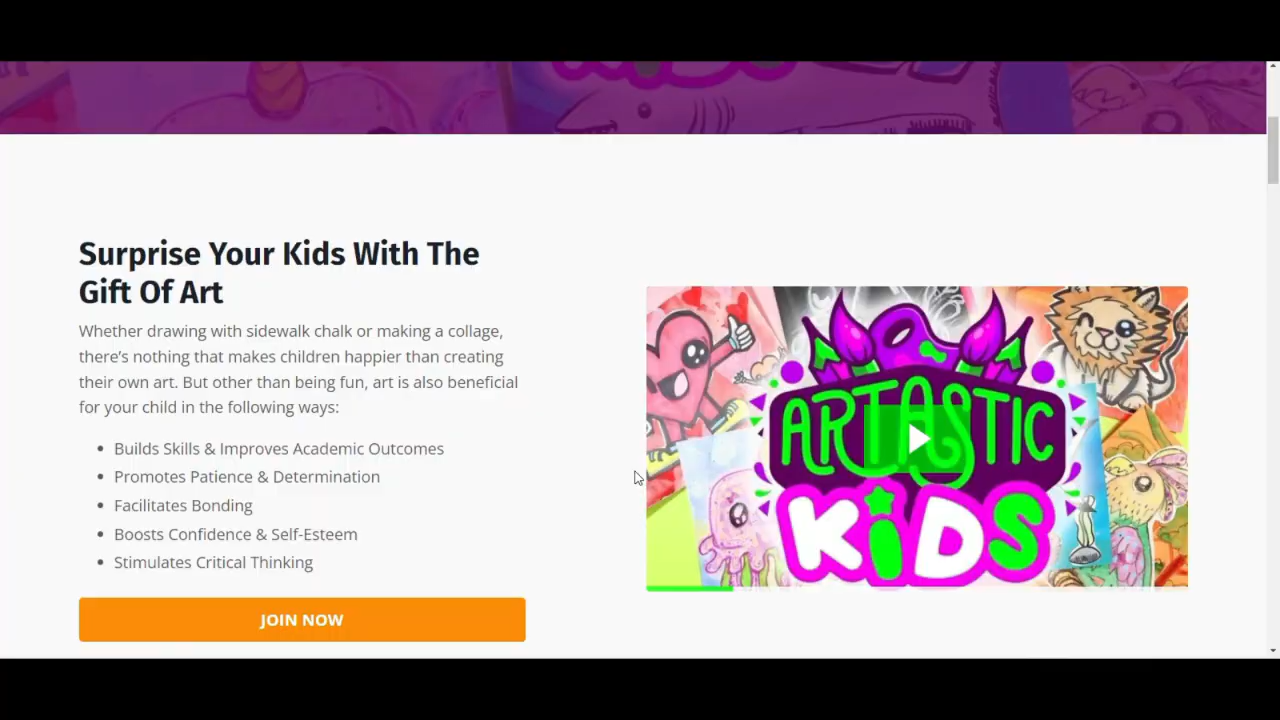 Surprise Your Kids With The
Gift Of Art
Whether drawing with sidewalk chalk or making a collage,
there's nothing that makes children happier than creating
their own art. But other than being fun, art is also beneficial
for your child in the following ways:
Builds Skills & Improves Academic Outcomes
Promotes Patience & Determination
Facilitates Bonding
Boosts Confidence & Self-Esteem
Stimulates Critical Thinking
JOIN NOW
ARTASTIC
KiDS